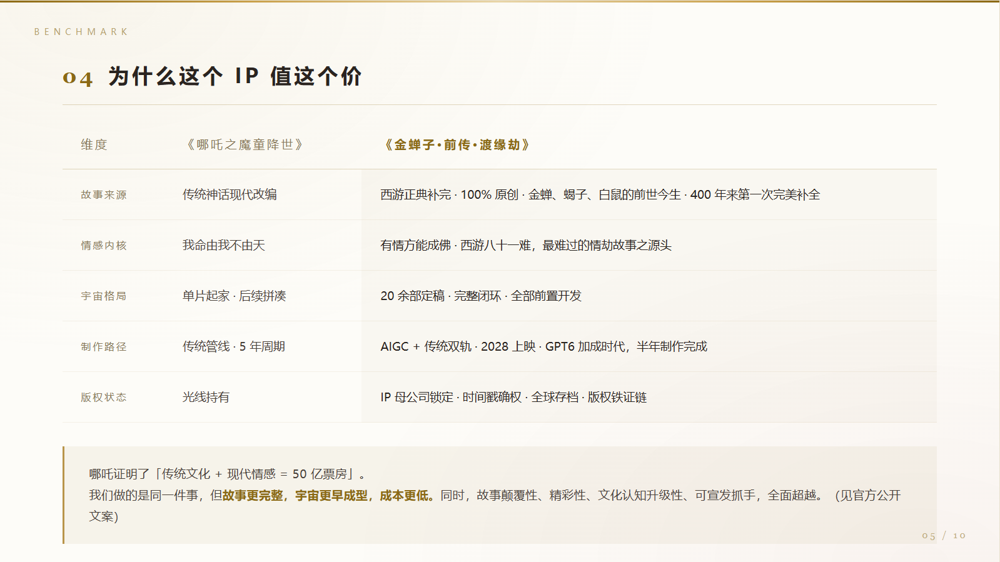 BENCHMARK
04 为什么这个 IP 值这个价
维度 《哪吒之魔童降世》 《金蝉子·前传·渡缘劫》
故事来源 传统神话现代改编 西游正典补完 · 100% 原创 · 金蝉、蝎子、白鼠的前世今生 · 400 年来第一次完美补全
情感内核 我命由我不由天 有情方能成佛 · 西游八十一难，最难过的情劫故事之源头
宇宙格局 单片起家 · 后续拼凑 20 余部定稿 · 完整闭环 · 全部前置开发
制作路径 传统管线 · 5 年周期 AIGC + 传统双轨 · 2028 上映 · GPT6 加成时代，半年制作完成
版权状态 光线持有 IP 母公司锁定 · 时间戳确权 · 全球存档 · 版权铁证链
哪吒证明了「传统文化 + 现代情感 = 50 亿票房」。
我们做的是同一件事，但故事更完整，宇宙更早成型，成本更低。同时，故事颠覆性、精彩性、文化认知升级性、可宣发抓手，全面超越。（见官方公开
文案）
05 / 10